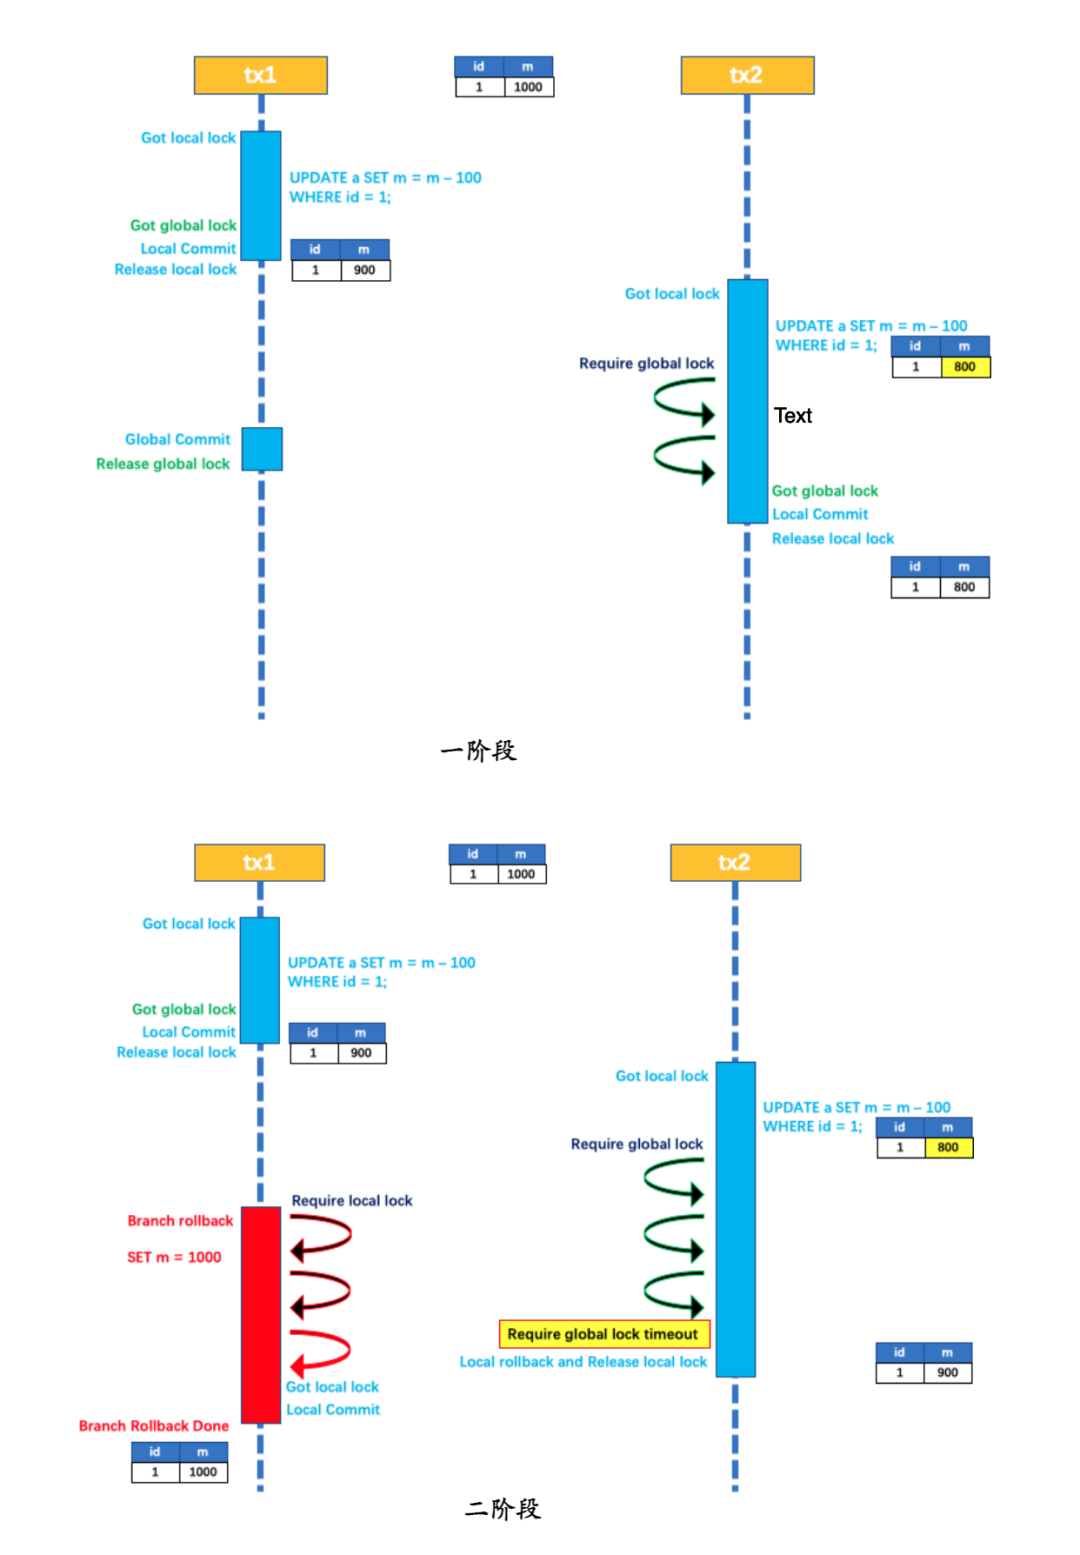 tx1
id m
1 1000
tx2
Got local lock
UPDATE a SET m = m – 100
WHERE id = 1;
Got global lock
Local Commit
Release local lock
id m
1 900
Got local lock
UPDATE a SET m = m – 100
WHERE id = 1;
id m
1 800
Require global lock
Text
Global Commit
Release global lock
Got global lock
Local Commit
Release local lock
id m
1 800
一阶段
tx1
id m
1 1000
tx2
Got local lock
UPDATE a SET m = m – 100
WHERE id = 1;
Got global lock
Local Commit
Release local lock
id m
1 900
Got local lock
UPDATE a SET m = m – 100
WHERE id = 1;
id m
1 800
Require global lock
Require local lock
Branch rollback
SET m = 1000
Require global lock timeout
Local rollback and Release local lock
id m
1 900
Got local lock
Local Commit
Branch Rollback Done
id m
1 1000
二阶段